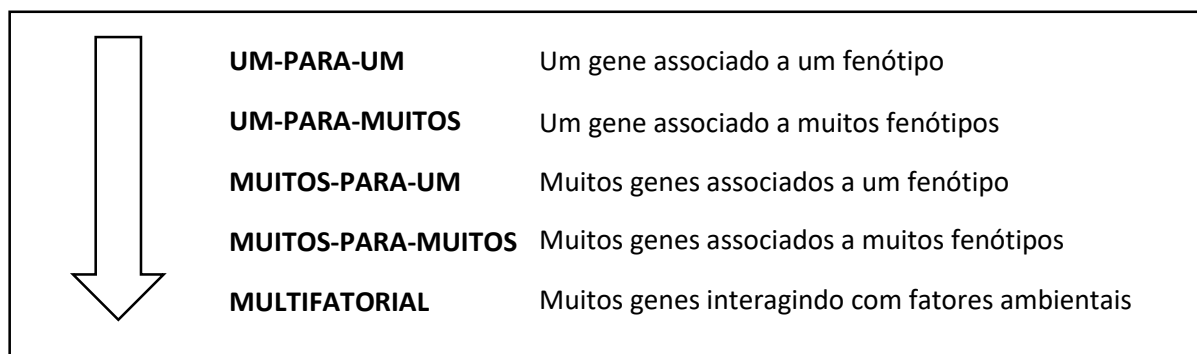 UM-PARA-UM Um gene associado a um fenótipo
UM-PARA-MUITOS Um gene associado a muitos fenótipos
MUITOS-PARA-UM Muitos genes associados a um fenótipo
MUITOS-PARA-MUITOS Muitos genes associados a muitos fenótipos
MULTIFATORIAL Muitos genes interagindo com fatores ambientais